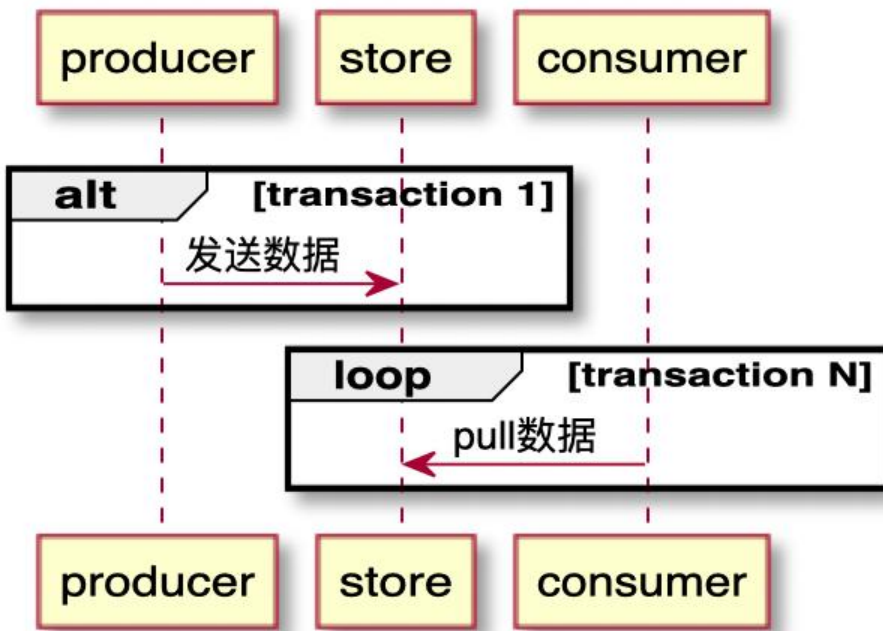 producer store consumer
alt [transaction 1]
发送数据
loop [transaction N]
pull数据
producer store consumer